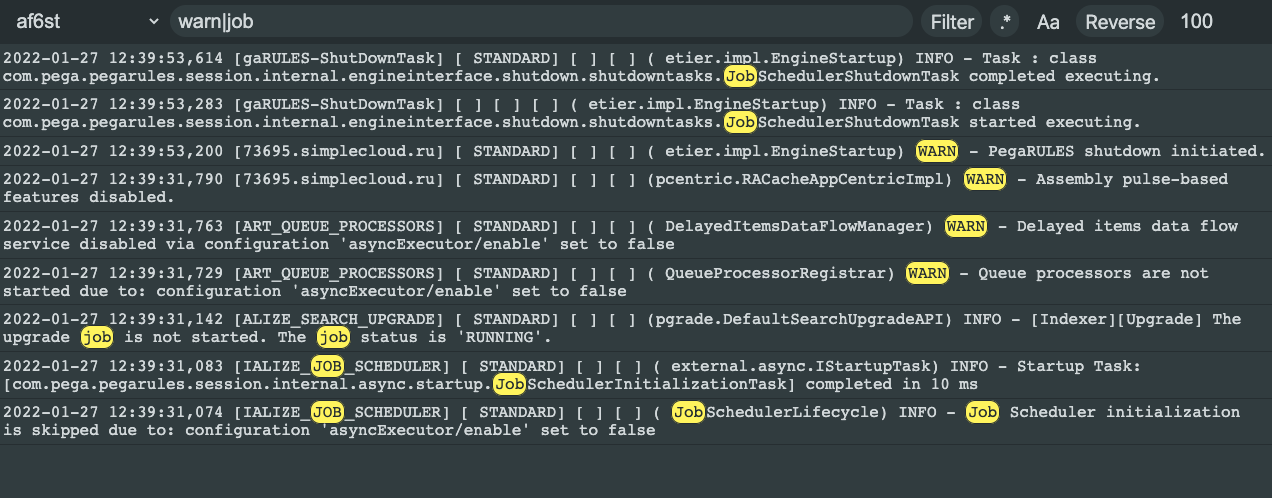 af6st warn|job Filter .* Aa Reverse 100
2022-01-27 12:39:53,614 [gaRULES-ShutDownTask] [ STANDARD] [ ] [ ] ( etier.impl.EngineStartup) INFO - Task : class
com.pega.pegarules.session.internal.engineinterface.shutdown.shutdowntasks.JobSchedulerShutdownTask completed executing.
2022-01-27 12:39:53,283 [gaRULES-ShutDownTask] [ ] [ ] [ ] ( etier.impl.EngineStartup) INFO - Task : class
com.pega.pegarules.session.internal.engineinterface.shutdown.shutdowntasks.JobSchedulerShutdownTask started executing.
2022-01-27 12:39:53,200 [73695.simplecloud.ru] [ STANDARD] [ ] [ ] ( etier.impl.EngineStartup) WARN - PegaRULES shutdown initiated.
2022-01-27 12:39:31,790 [73695.simplecloud.ru] [ STANDARD] [ ] [ ] (pcentric.RACacheAppCentricImpl) WARN - Assembly pulse-based
features disabled.
2022-01-27 12:39:31,763 [ART_QUEUE_PROCESSORS] [ STANDARD] [ ] [ ] ( DelayedItemsDataFlowManager) WARN - Delayed items data flow
service disabled via configuration 'asyncExecutor/enable' set to false
2022-01-27 12:39:31,729 [ART_QUEUE_PROCESSORS] [ STANDARD] [ ] [ ] ( QueueProcessorRegistrar) WARN - Queue processors are not
started due to: configuration 'asyncExecutor/enable' set to false
2022-01-27 12:39:31,142 [ALIZE_SEARCH_UPGRADE] [ STANDARD] [ ] [ ] (pgrade.DefaultSearchUpgradeAPI) INFO - [Indexer][Upgrade] The
upgrade job is not started. The job status is 'RUNNING'.
2022-01-27 12:39:31,083 [IALIZE_JOB_SCHEDULER] [ STANDARD] [ ] [ ] ( external.async.IStartupTask) INFO - Startup Task:
[com.pega.pegarules.session.internal.async.startup.JobSchedulerInitializationTask] completed in 10 ms
2022-01-27 12:39:31,074 [IALIZE_JOB_SCHEDULER] [ STANDARD] [ ] [ ] ( JobSchedulerLifecycle) INFO - Job Scheduler initialization
is skipped due to: configuration 'asyncExecutor/enable' set to false